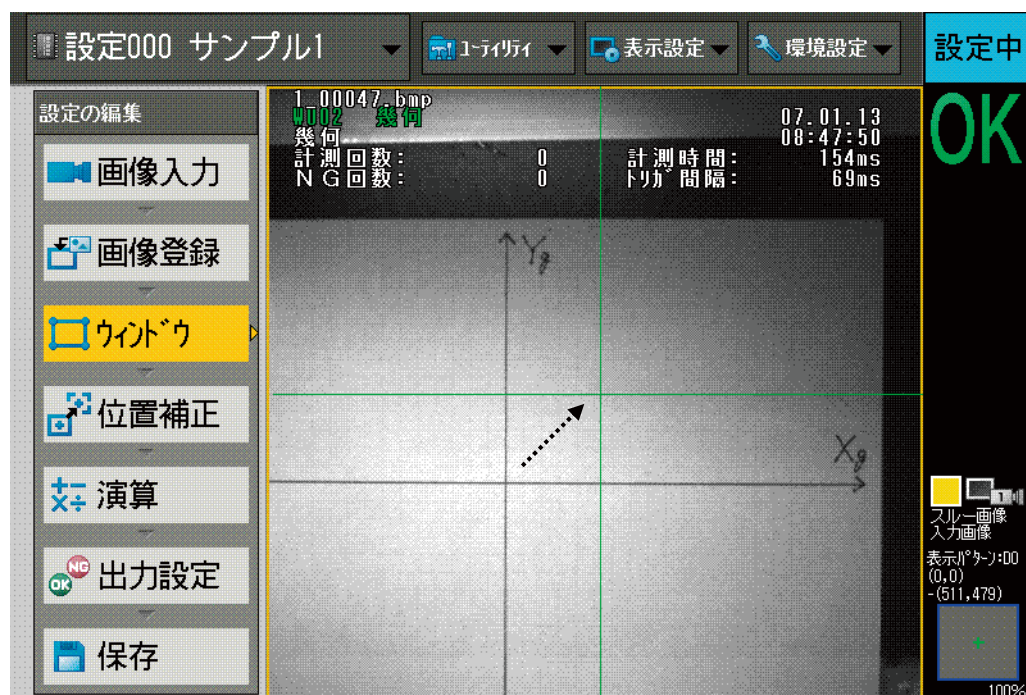 設定000 サンプル1
ﾕｰﾃｨﾘﾃｨ
表示設定
環境設定
設定中
設定の編集
画像入力
画像登録
ｳｨﾝﾄﾞｳ
位置補正
演算
NG
OK
出力設定
保存
1_00047.bmp
W002 幾何
幾何
計測回数: 0
NG回数: 0
07.01.13
08:47:50
計測時間: 154ms
ﾄﾘｶﾞ間隔: 69ms
Yg
Xg
OK
1
スルー画像
入力画像
表示ﾊﾟﾀｰﾝ:D0
(0,0)
-(511,479)
100%